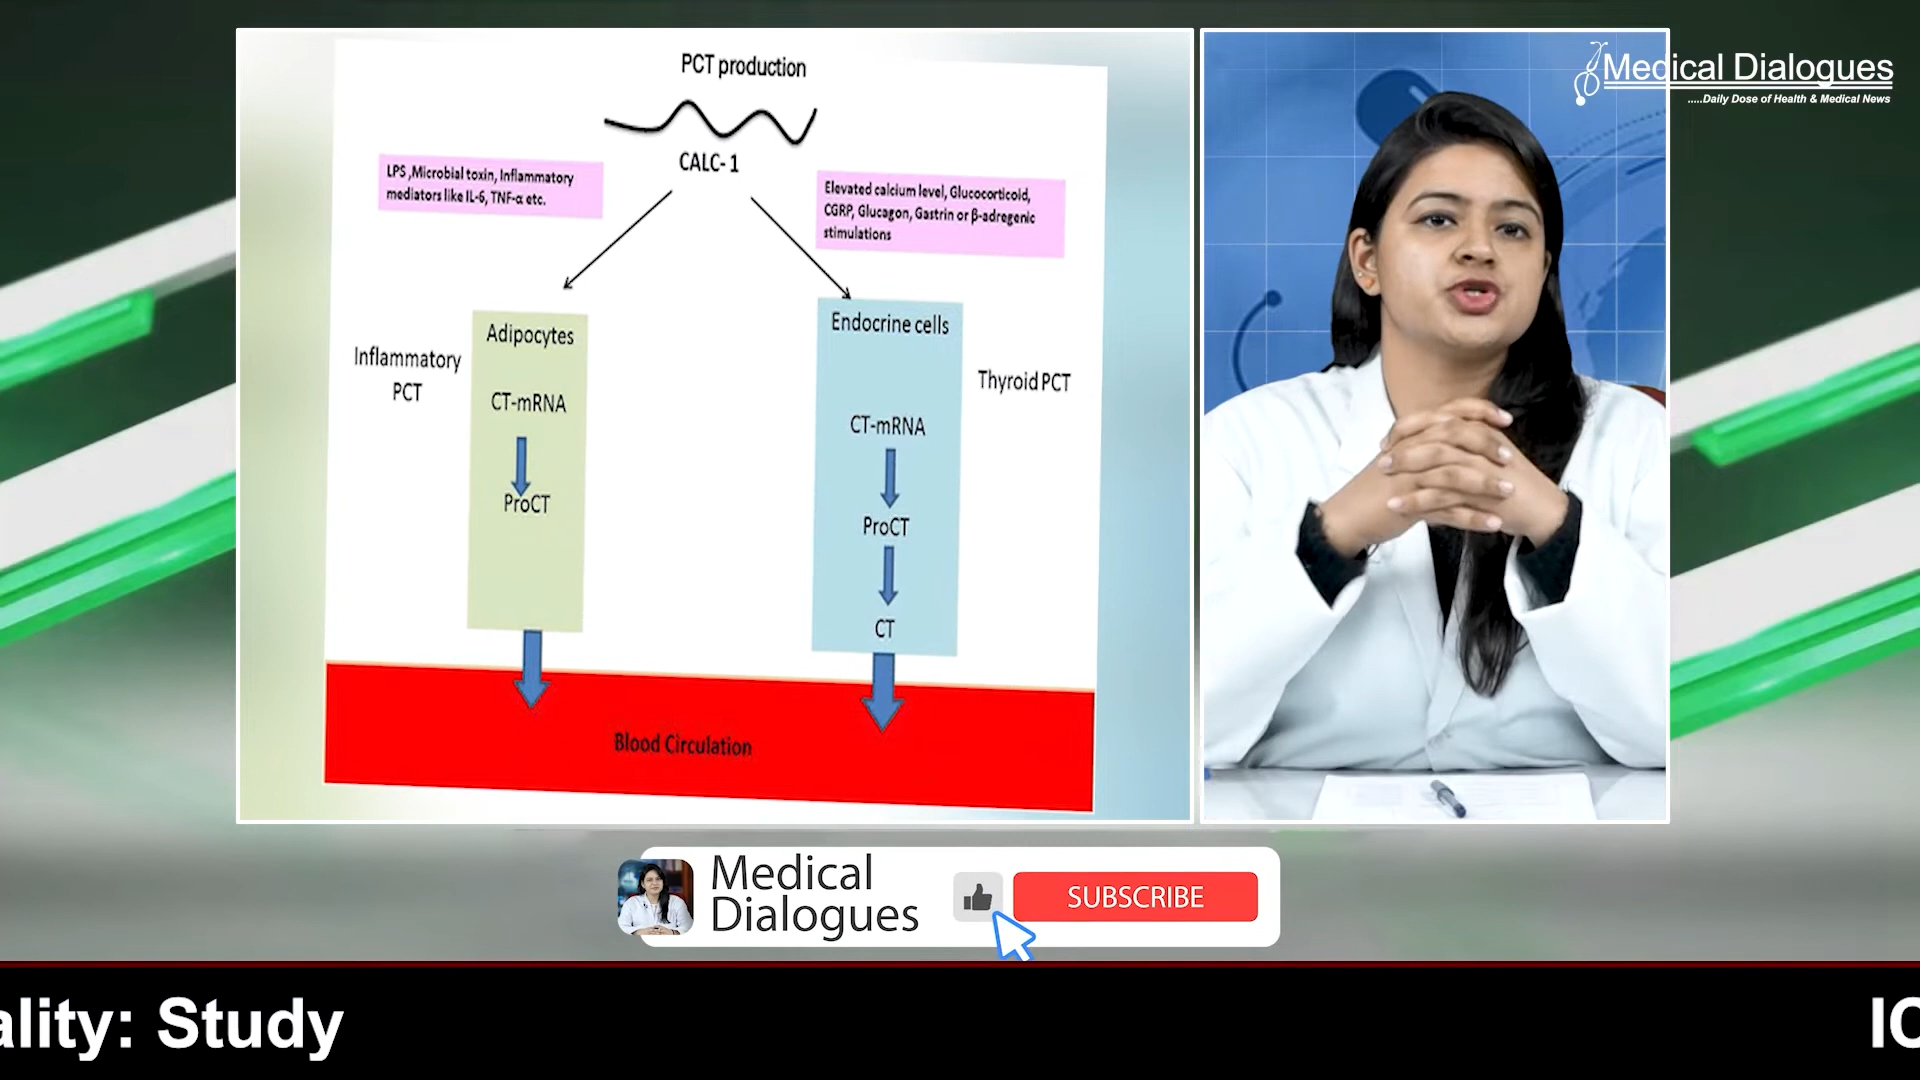 PCT production
CALC- 1
LPS ,Microbial toxin, Inflammatory
mediators like IL-6, TNF-α etc.
Elevated calcium level, Glucocorticoid,
CGRP, Glucagon, Gastrin or β-adregenic
stimulations
Adipocytes
Endocrine cells
Inflammatory
PCT
Thyroid PCT
CT-mRNA
CT-mRNA
ProCT
ProCT
CT
Blood Circulation
Medical Dialogues
.....Daily Dose of Health & Medical News
Medical
Dialogues
SUBSCRIBE
ality: Study
IC